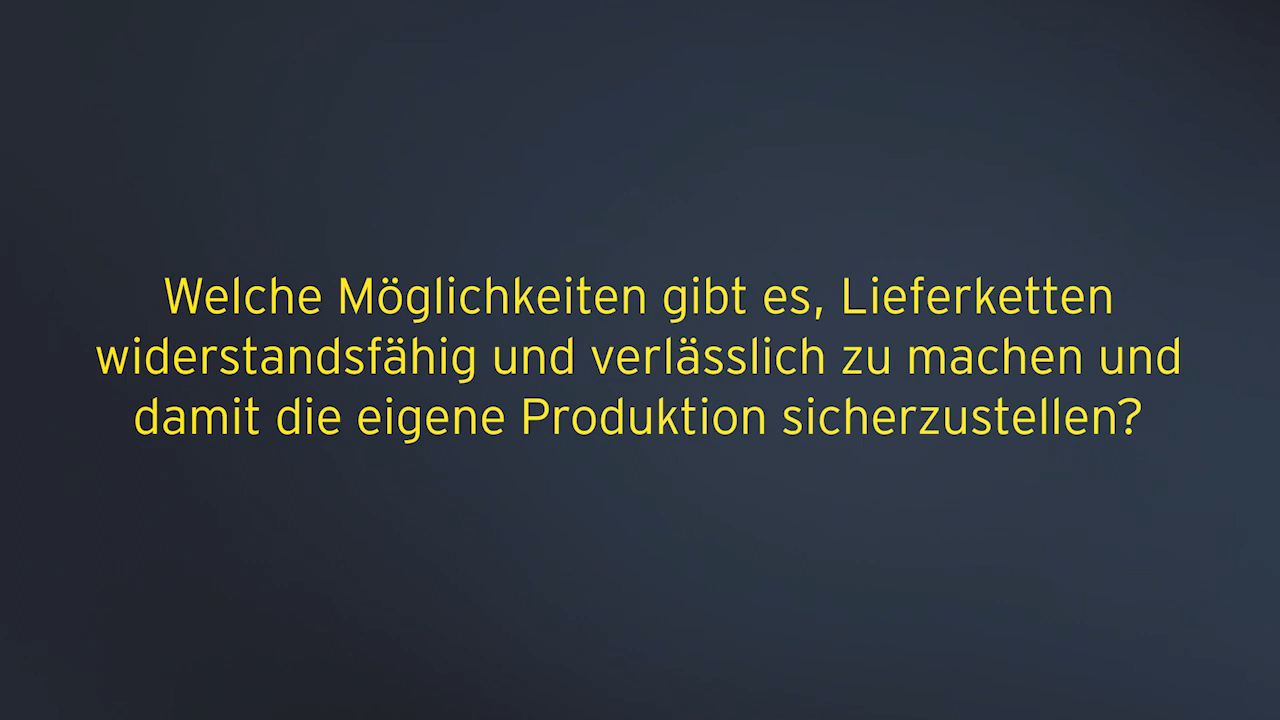 Welche Möglichkeiten gibt es, Lieferketten
widerstandsfähig und verlässlich zu machen und
damit die eigene Produktion sicherzustellen?